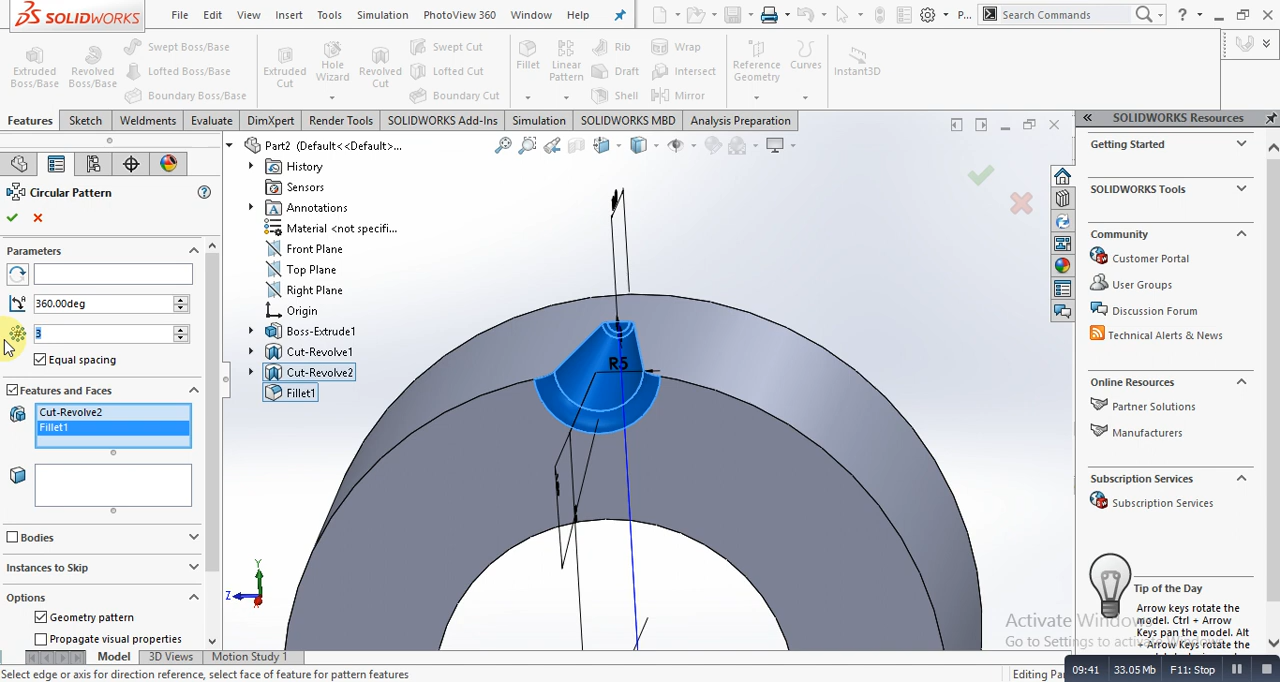 SOLIDWORKS File Edit View Insert Tools Simulation PhotoView 360 Window Help P... Search Commands
Extruded Boss/Base Revolved Boss/Base Swept Boss/Base Lofted Boss/Base Boundary Boss/Base Extruded Cut Hole Wizard Revolved Cut Swept Cut Lofted Cut Boundary Cut Fillet Linear Pattern Rib Draft Shell Wrap Intersect Mirror Reference Geometry Curves Instant3D
Features Sketch Weldments Evaluate DimXpert Render Tools SOLIDWORKS Add-Ins Simulation SOLIDWORKS MBD Analysis Preparation
Circular Pattern
Parameters
360.00deg
3
Equal spacing
Features and Faces
Cut-Revolve2
Fillet1
Bodies
Instances to Skip
Options
Geometry pattern
Propagate visual properties
Part2 (Default<<Default>...
History
Sensors
Annotations
Material <not specifi...
Front Plane
Top Plane
Right Plane
Origin
Boss-Extrude1
Cut-Revolve1
Cut-Revolve2
Fillet1
R5
Y
Z
SOLIDWORKS Resources
Getting Started
SOLIDWORKS Tools
Community
Customer Portal
User Groups
Discussion Forum
Technical Alerts & News
Online Resources
Partner Solutions
Manufacturers
Subscription Services
Subscription Services
Tip of the Day
Arrow keys rotate the
model. Ctrl + Arrow
Keys pan the model. Alt
+ Arrow keys rotate the
Activate Windows
Go to Settings to activate Windows.
Model 3D Views Motion Study 1
Select edge or axis for direction reference, select face of feature for pattern features
Editing Pa
09:41 33.05 Mb F11: Stop